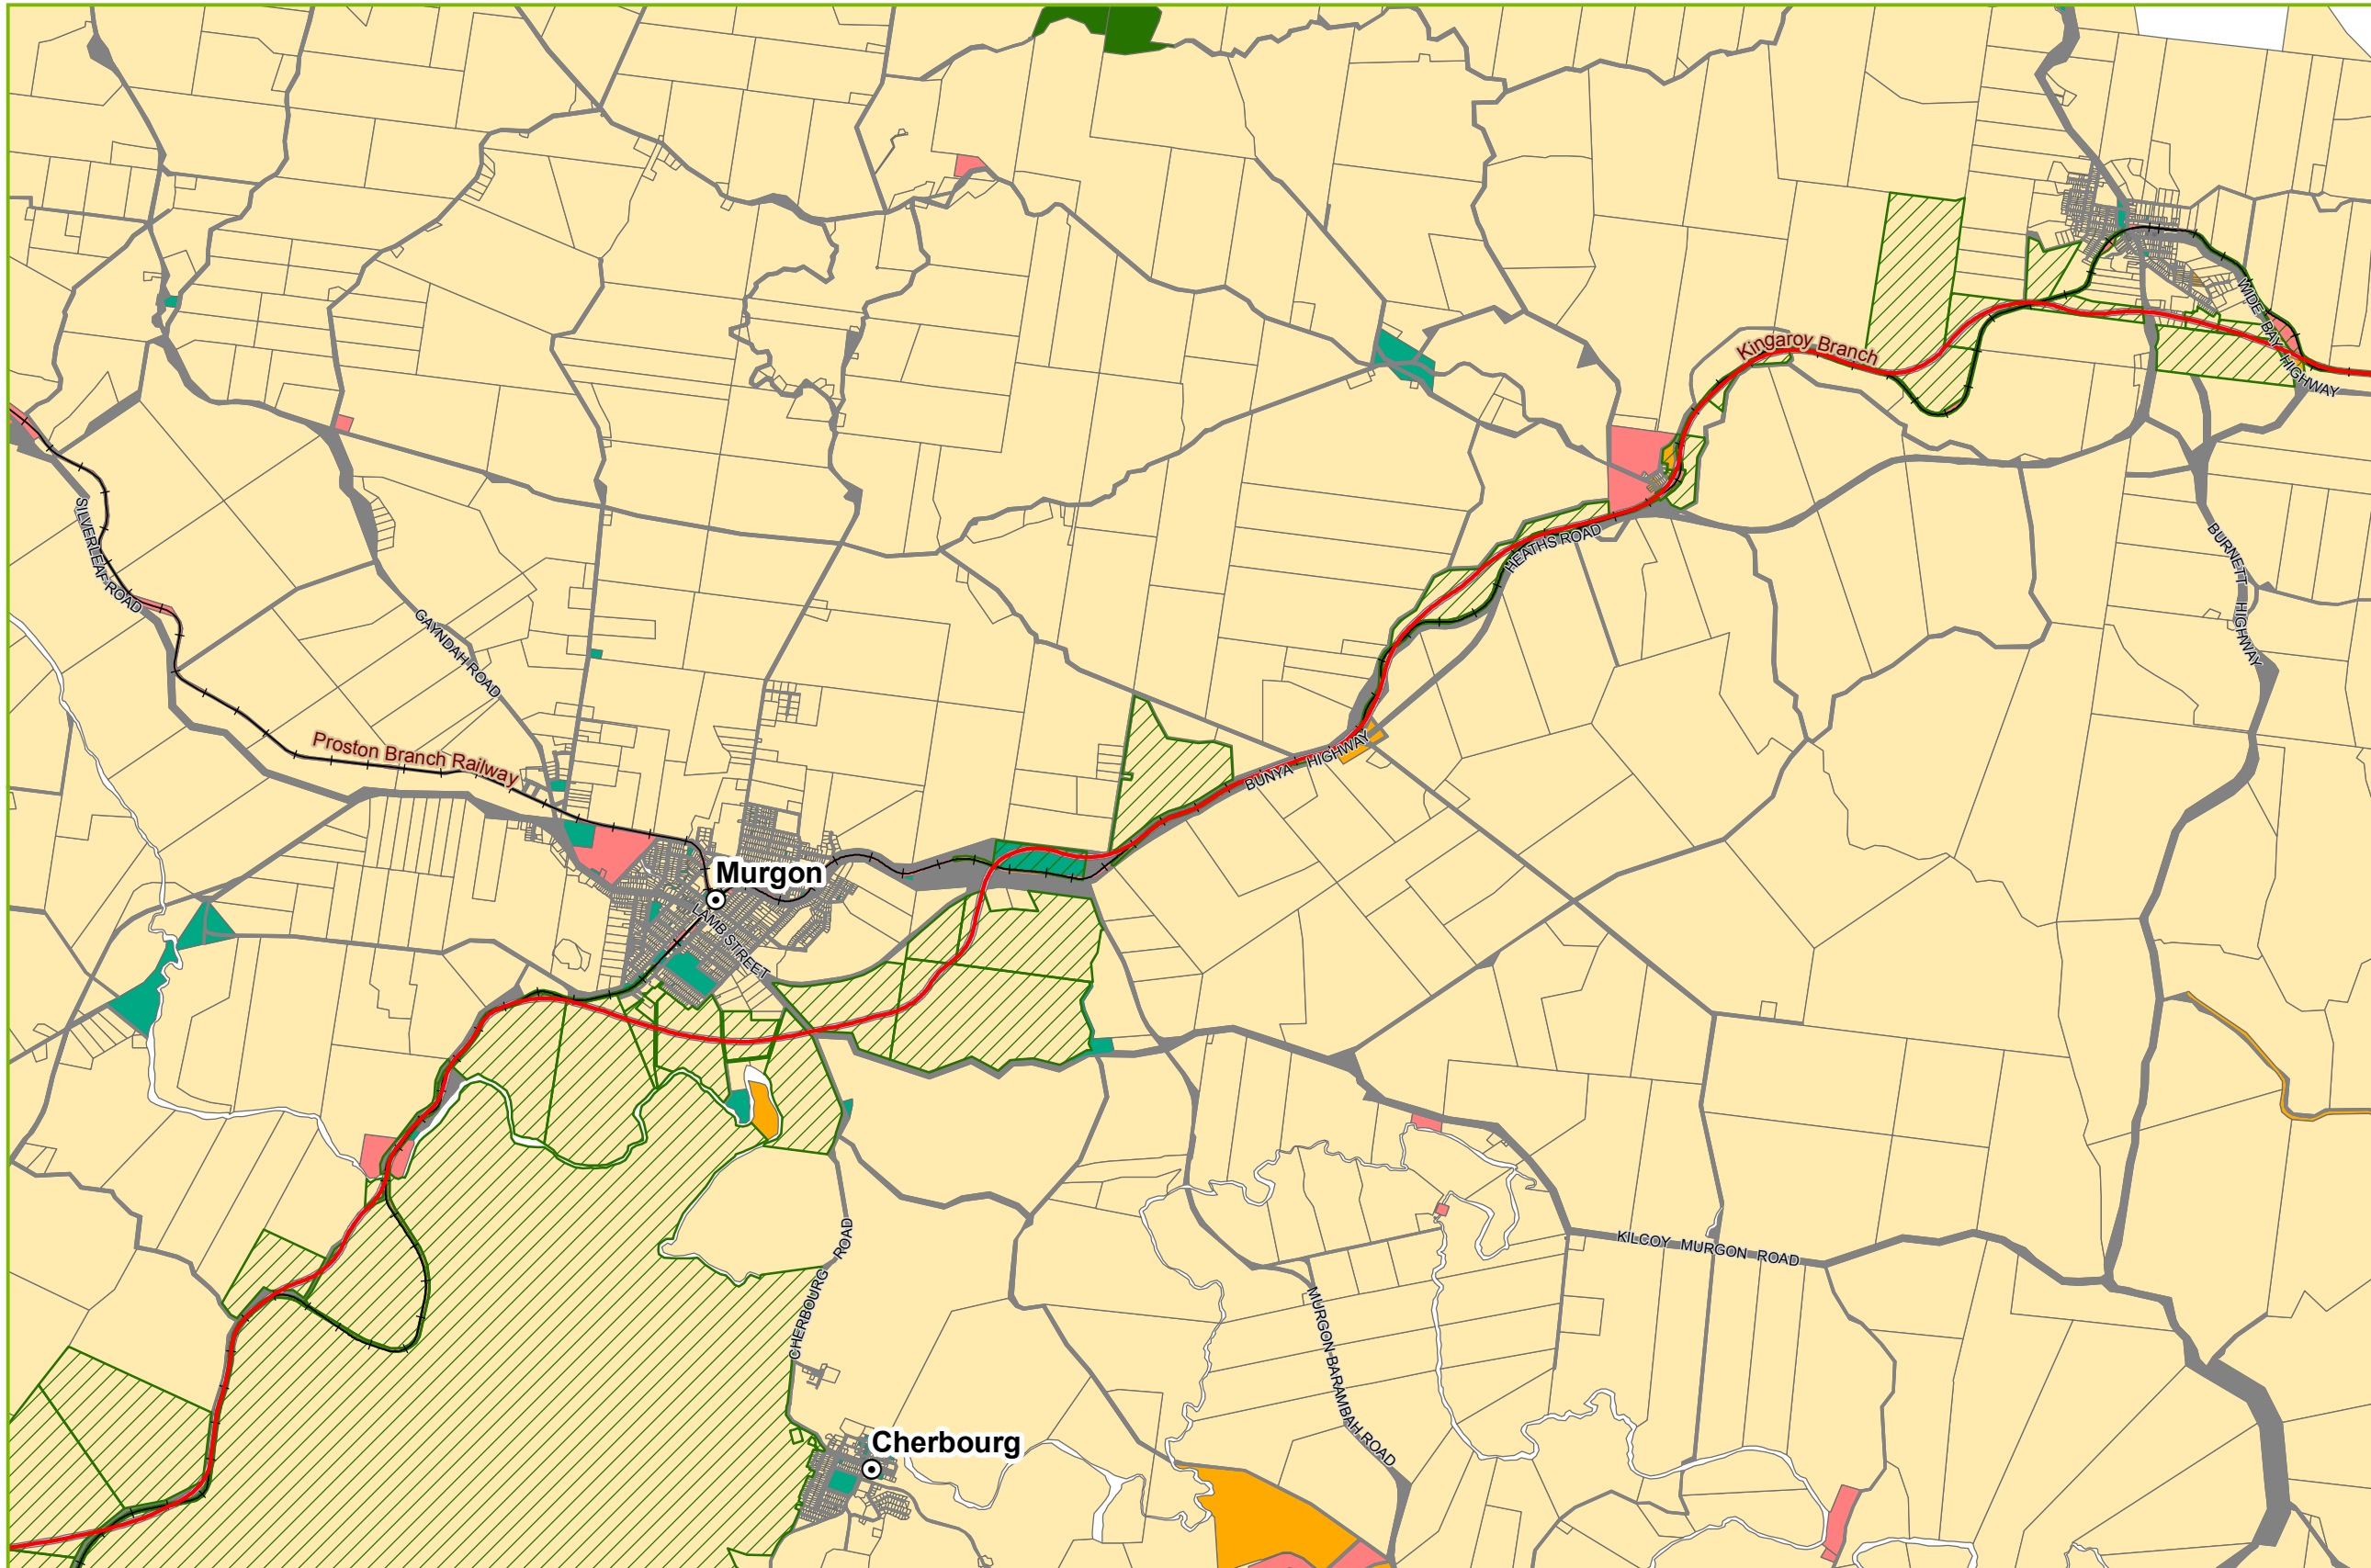 Kingaroy Branch
WIDE BAY HIGHWAY
SILVERLEAF ROAD
HEATHS ROAD
BURNETT HIGHWAY
GAYNDAH ROAD
Proston Branch Railway
BUNYA HIGHWAY
Murgon
LAMB STREET
CHERBOURG ROAD
KILCOY MURGON ROAD
MURGON-BARAMBAH ROAD
Cherbourg